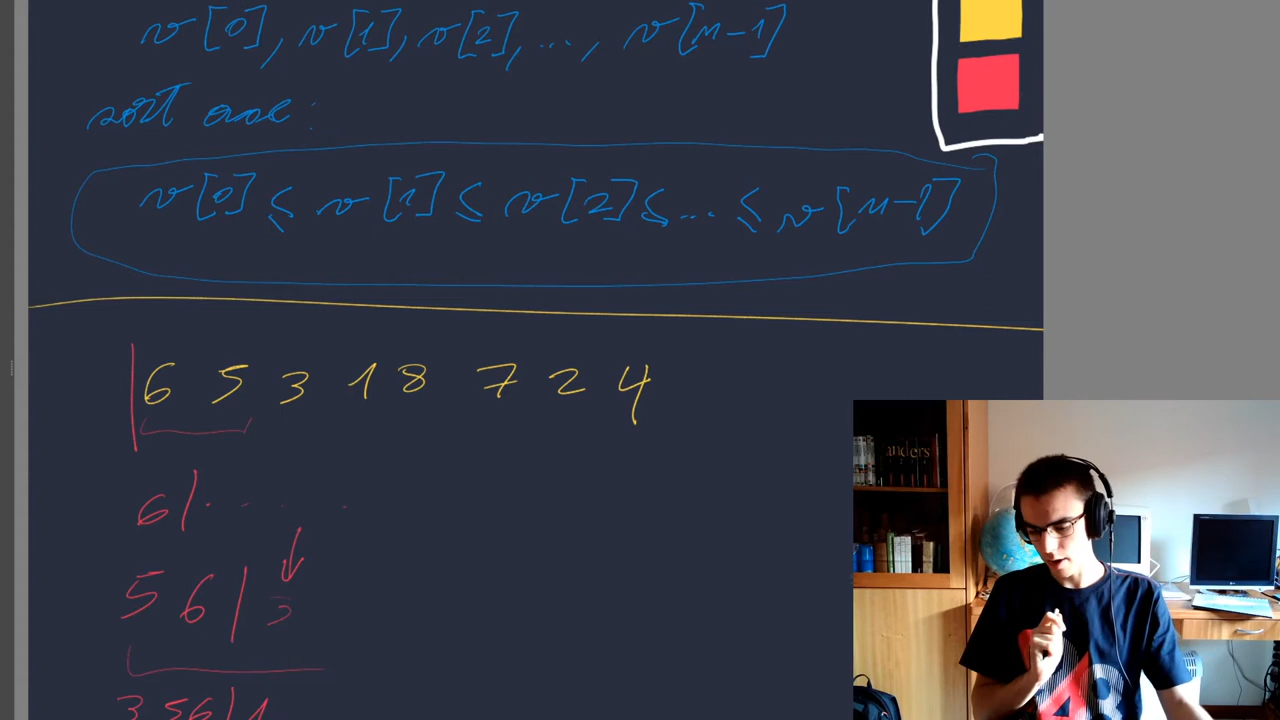 v[0], v[1], v[2], ..., v[n-1]
sort asc:
v[0] ≤ v[1] ≤ v[2] ≤ ... ≤ v[n-1]
6 5 3 1 8 7 2 4
6 | . . . .
5 6 | 3
3 5 6 | 1
anders